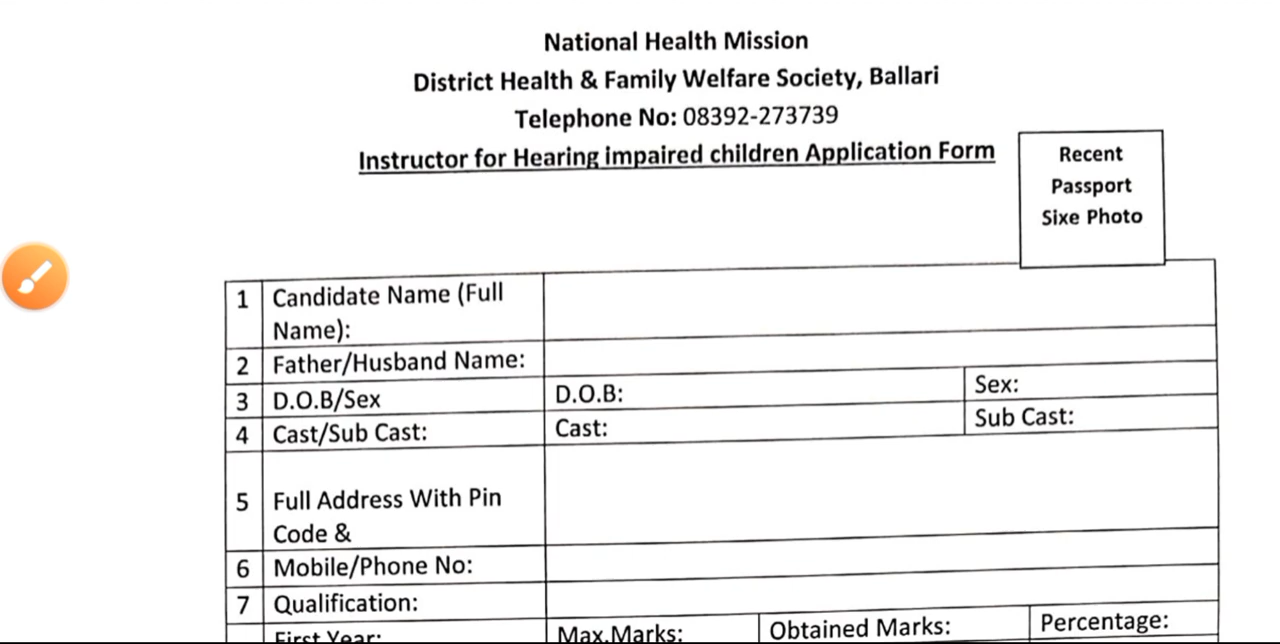 National Health Mission
District Health & Family Welfare Society, Ballari
Telephone No: 08392-273739
Instructor for Hearing impaired children Application Form
Recent
Passport
Sixe Photo
1 Candidate Name (Full
Name):
2 Father/Husband Name:
3 D.O.B/Sex D.O.B: Sex:
4 Cast/Sub Cast: Cast: Sub Cast:
5 Full Address With Pin
Code &
6 Mobile/Phone No:
7 Qualification:
First Year: Max.Marks: Obtained Marks: Percentage: